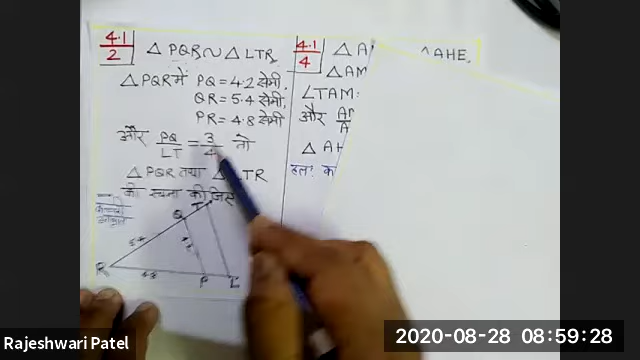 4.1
2
△ PQR ∼ △ LTR,
△ PQR में PQ = 4.2 सेमी,
QR = 5.4 सेमी,
PR = 4.8 सेमी
और PQ/LT = 3/4 तो
△ PQR तथा △ LTR
की रचना कीजिए
Q T
R P L
4.1
4
△ AHE,
△ AM
∠TAM
और
△ AH
हल:
Rajeshwari Patel
2020-08-28 08:59:28